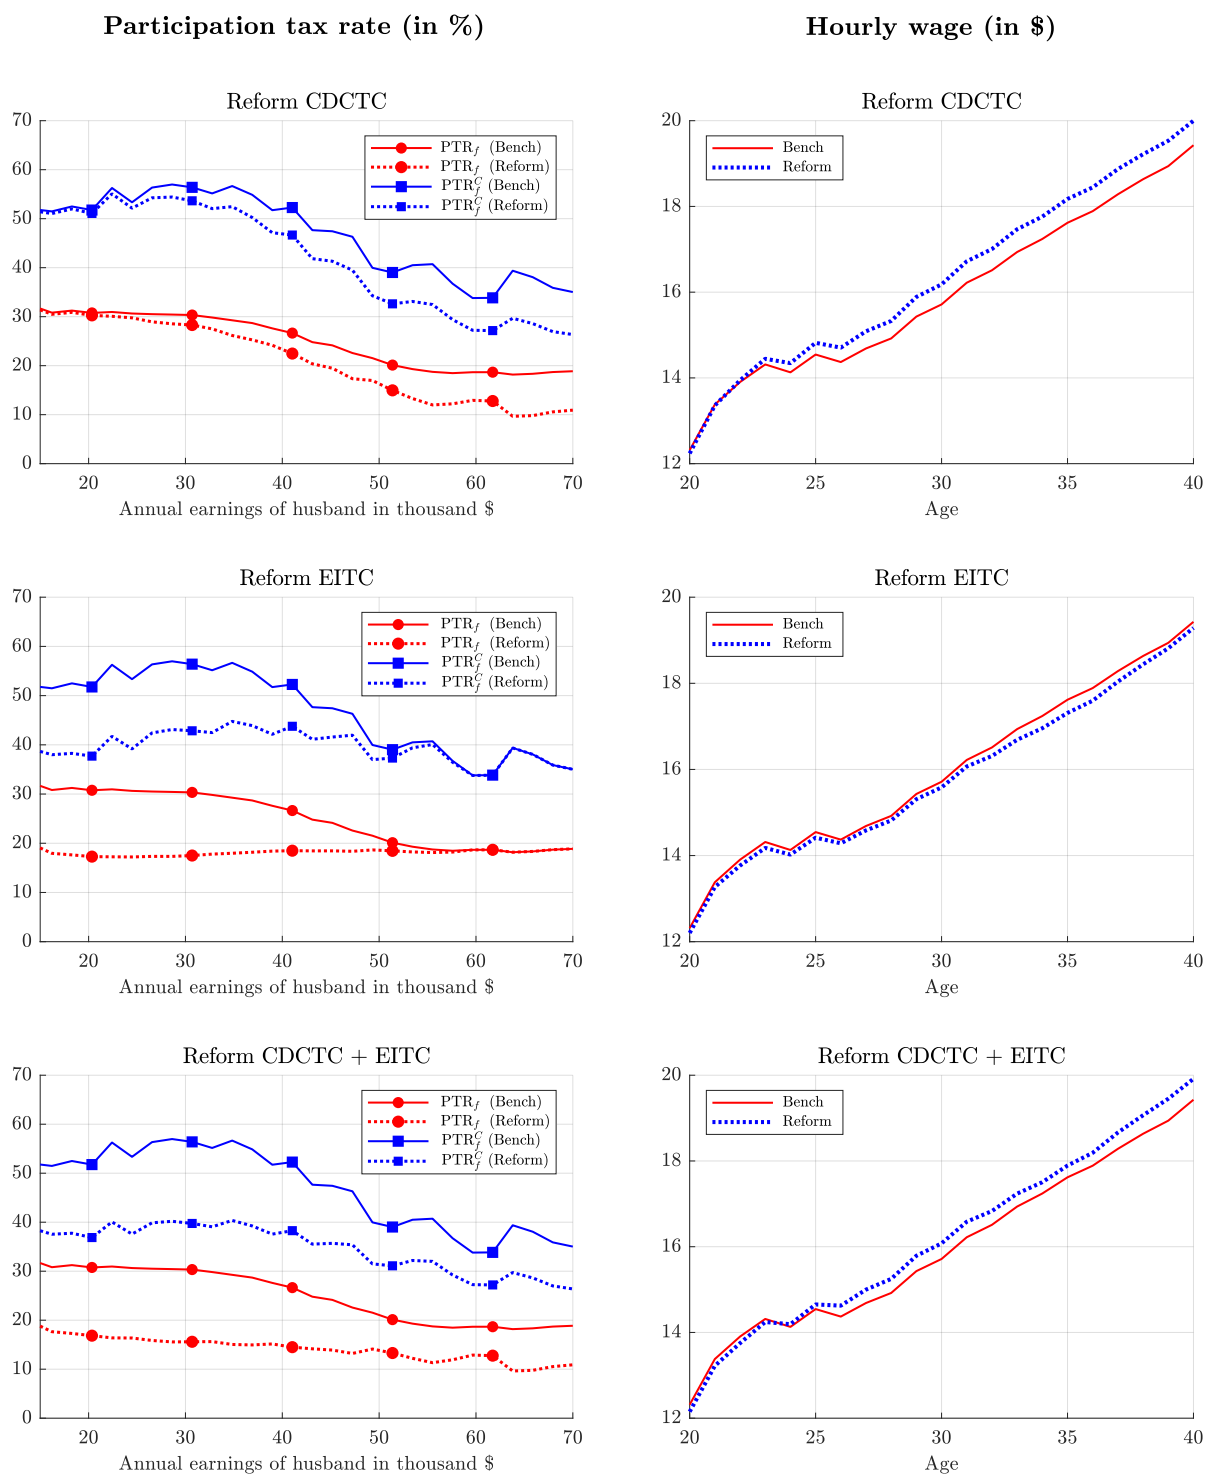 Participation tax rate (in %)
Hourly wage (in $)
Reform CDCTC
70
60
50
40
30
20
10
0
PTR_f (Bench)
PTR_f (Reform)
PTR_f^C (Bench)
PTR_f^C (Reform)
20 30 40 50 60 70
Annual earnings of husband in thousand $
Reform CDCTC
20
18
16
14
12
Bench
Reform
20 25 30 35 40
Age
Reform EITC
70
60
50
40
30
20
10
0
PTR_f (Bench)
PTR_f (Reform)
PTR_f^C (Bench)
PTR_f^C (Reform)
20 30 40 50 60 70
Annual earnings of husband in thousand $
Reform EITC
20
18
16
14
12
Bench
Reform
20 25 30 35 40
Age
Reform CDCTC + EITC
70
60
50
40
30
20
10
0
PTR_f (Bench)
PTR_f (Reform)
PTR_f^C (Bench)
PTR_f^C (Reform)
20 30 40 50 60 70
Annual earnings of husband in thousand $
Reform CDCTC + EITC
20
18
16
14
12
Bench
Reform
20 25 30 35 40
Age